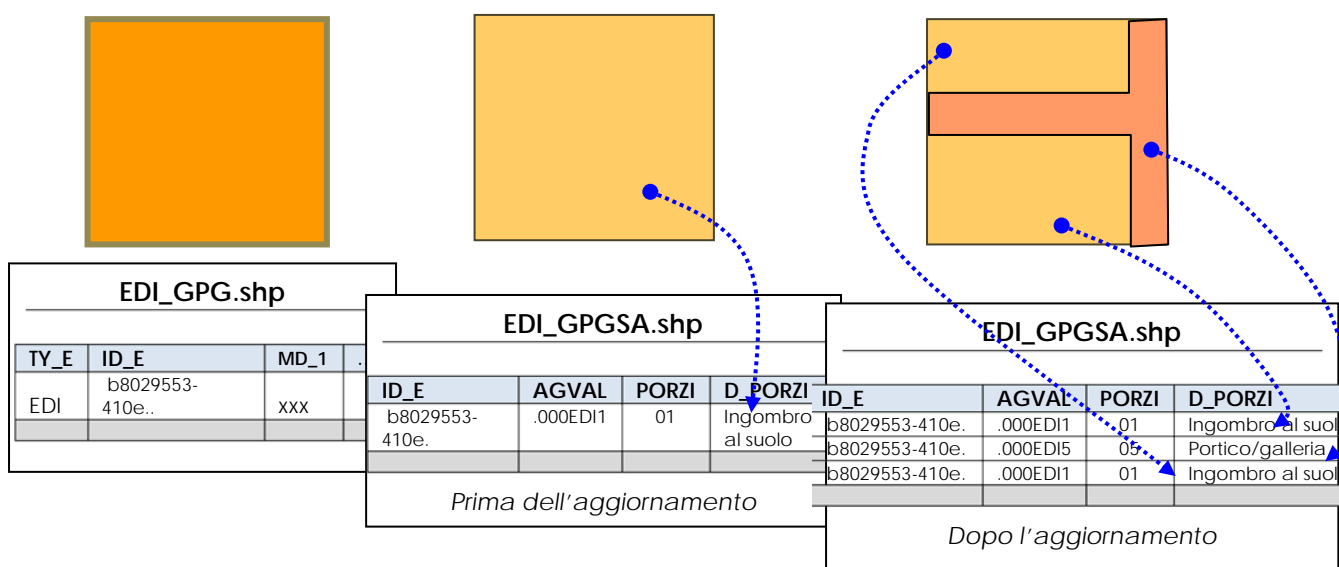 EDI_GPG.shp
TY_E ID_E MD_1 .
EDI b8029553-410e.. xxx
EDI_GPGSA.shp
ID_E AGVAL PORZI D_PORZI
b8029553-410e. .000EDI1 01 Ingombro al suolo
Prima dell'aggiornamento
EDI_GPGSA.shp
ID_E AGVAL PORZI D_PORZI
b8029553-410e. .000EDI1 01 Ingombro al suol
b8029553-410e. .000EDI5 05 Portico/galleria
b8029553-410e. .000EDI1 01 Ingombro al suol
Dopo l'aggiornamento